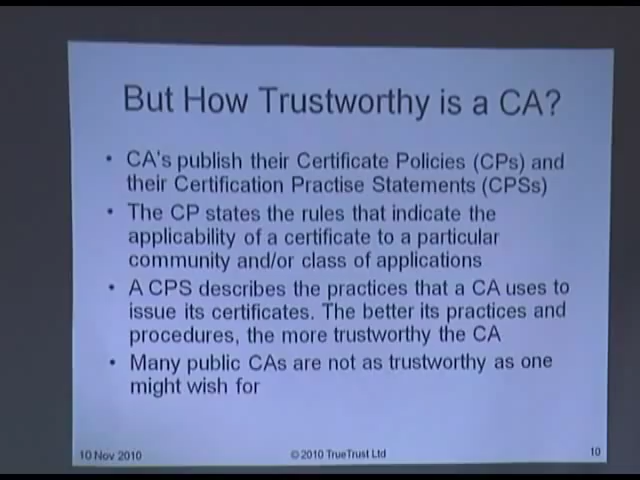 But How Trustworthy is a CA?
• CA's publish their Certificate Policies (CPs) and
their Certification Practise Statements (CPSs)
• The CP states the rules that indicate the
applicability of a certificate to a particular
community and/or class of applications
• A CPS describes the practices that a CA uses to
issue its certificates. The better its practices and
procedures, the more trustworthy the CA
• Many public CAs are not as trustworthy as one
might wish for
10 Nov 2010
© 2010 TrueTrust Ltd
10